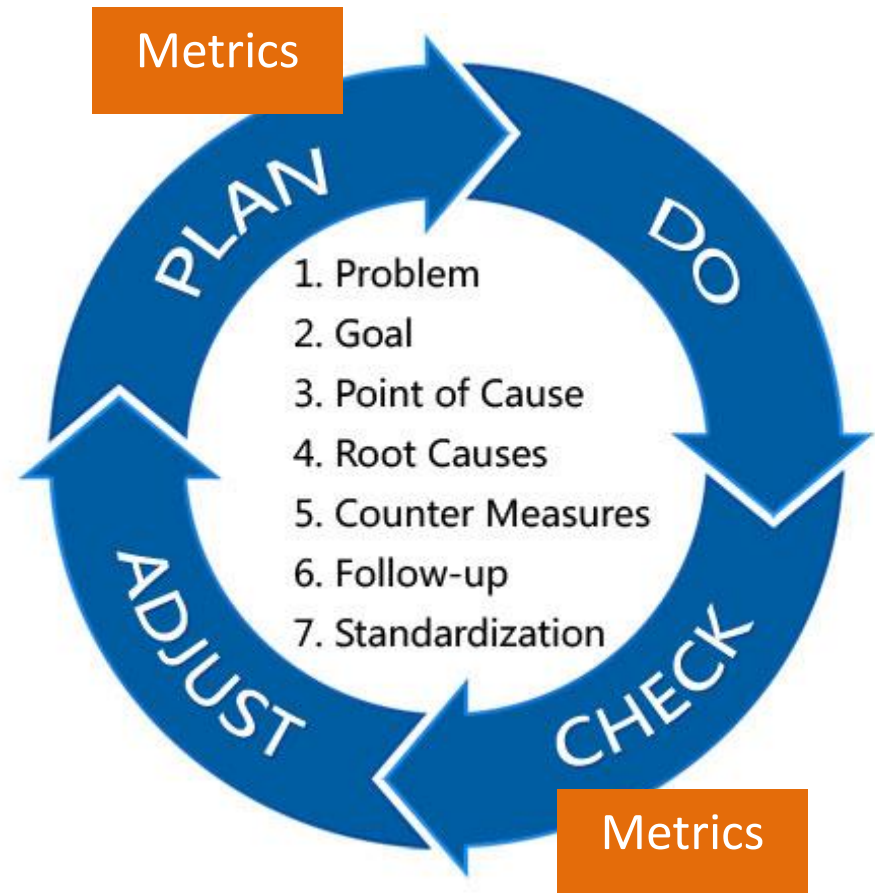 Metrics
PLAN
DO
1. Problem
2. Goal
3. Point of Cause
4. Root Causes
5. Counter Measures
6. Follow-up
7. Standardization
ADJUST
CHECK
Metrics